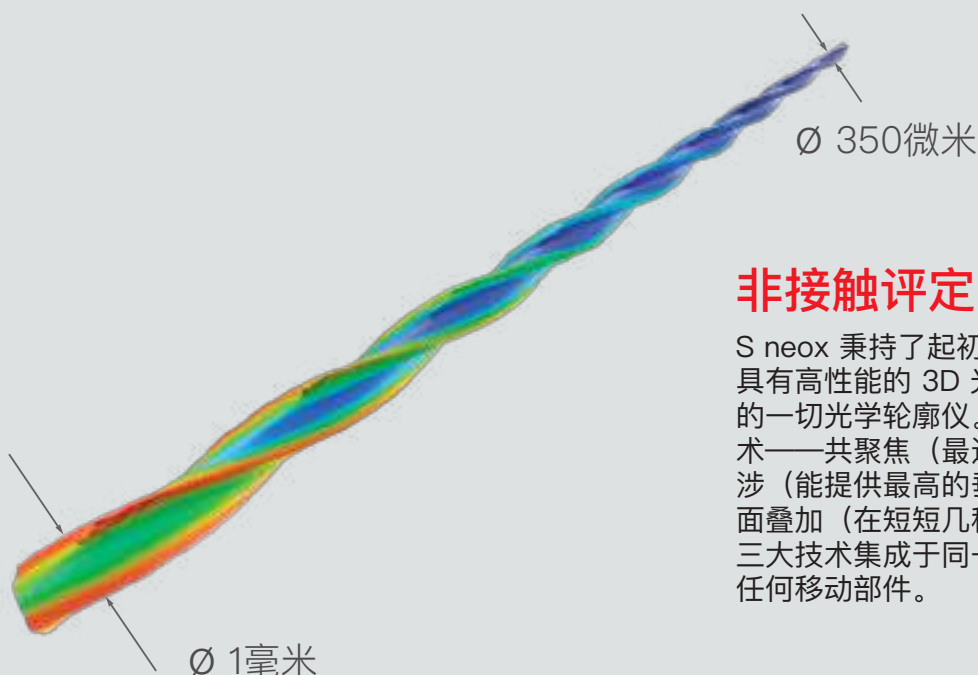 Ø 350微米
非接触评定
S neox 秉持了起初
具有高性能的 3D
的一切光学轮廓仪。
术——共聚焦（最
涉（能提供最高的
面叠加（在短短几
三大技术集成于同
任何移动部件。
Ø 1毫米